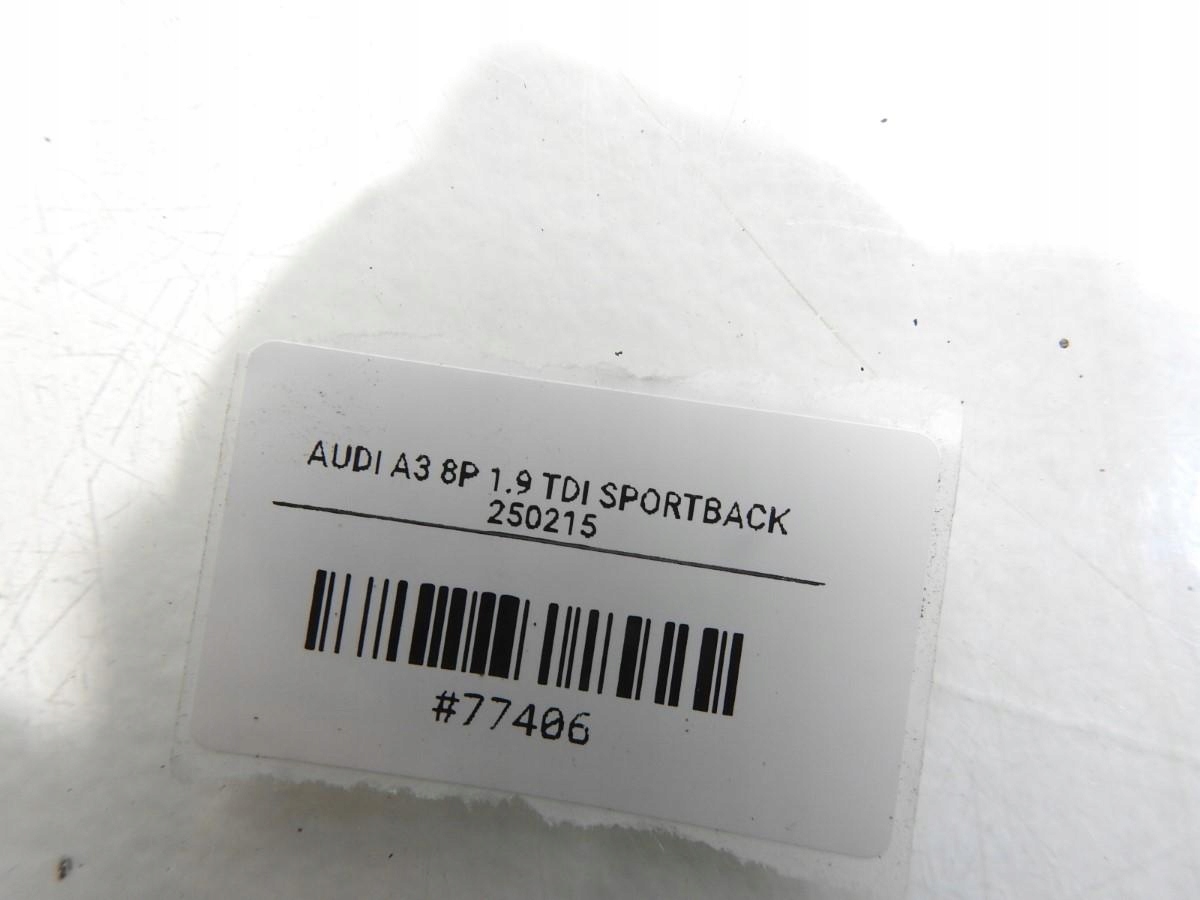 AUDI A3 8P 1.9 TDI SPORTBACK
250215
#77406